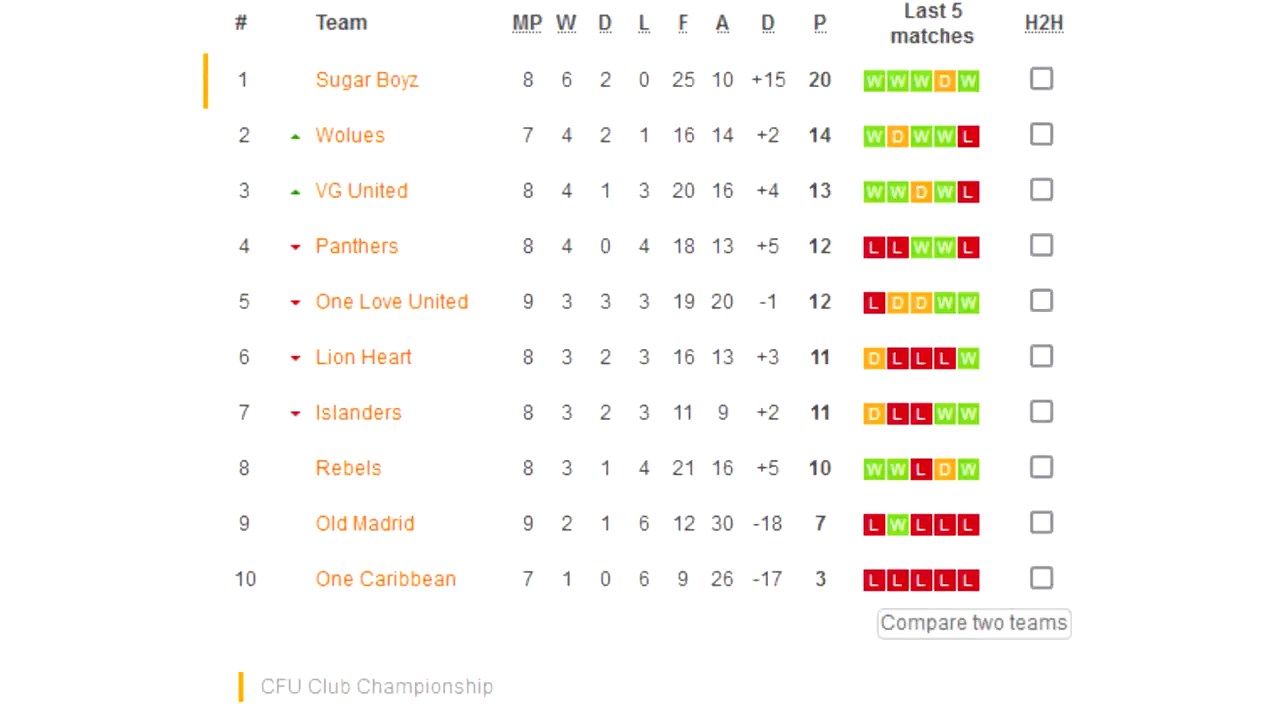 # Team MP W D L F A D P Last 5 matches H2H
1 Sugar Boyz 8 6 2 0 25 10 +15 20 W W W D W
2 Wolues 7 4 2 1 16 14 +2 14 W D W W L
3 VG United 8 4 1 3 20 16 +4 13 W W D W L
4 Panthers 8 4 0 4 18 13 +5 12 L L W W L
5 One Love United 9 3 3 3 19 20 -1 12 L D D W W
6 Lion Heart 8 3 2 3 16 13 +3 11 D L L L W
7 Islanders 8 3 2 3 11 9 +2 11 D L L W W
8 Rebels 8 3 1 4 21 16 +5 10 W W L D W
9 Old Madrid 9 2 1 6 12 30 -18 7 L W L L L
10 One Caribbean 7 1 0 6 9 26 -17 3 L L L L L
Compare two teams
CFU Club Championship